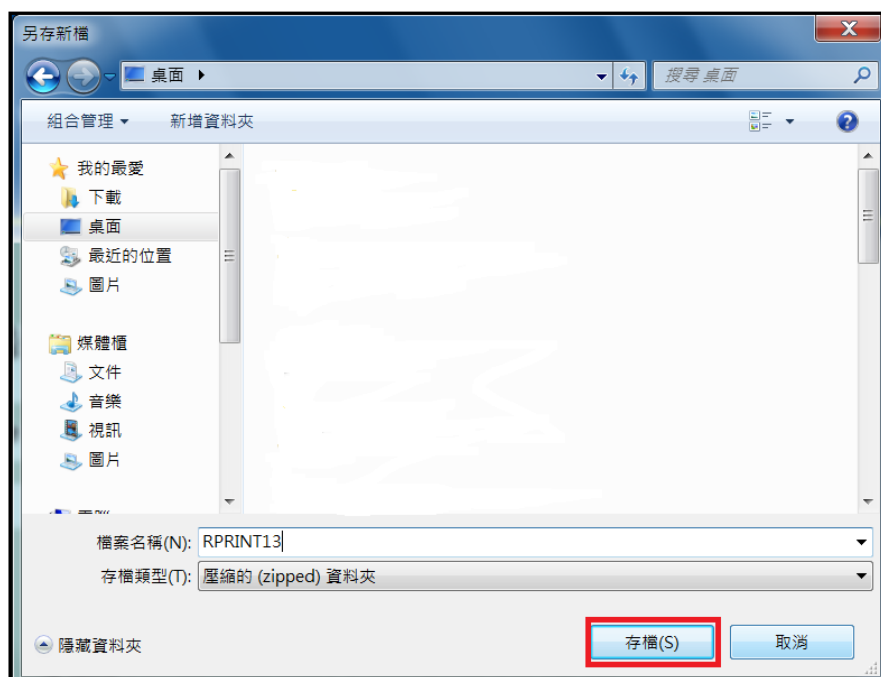 另存新檔
桌面
搜尋 桌面
組合管理
新增資料夾
我的最愛
下載
桌面
最近的位置
圖片
媒體櫃
文件
音樂
視訊
圖片
檔案名稱(N): RPRINT13
存檔類型(T): 壓縮的 (zipped) 資料夾
隱藏資料夾
存檔(S)
取消